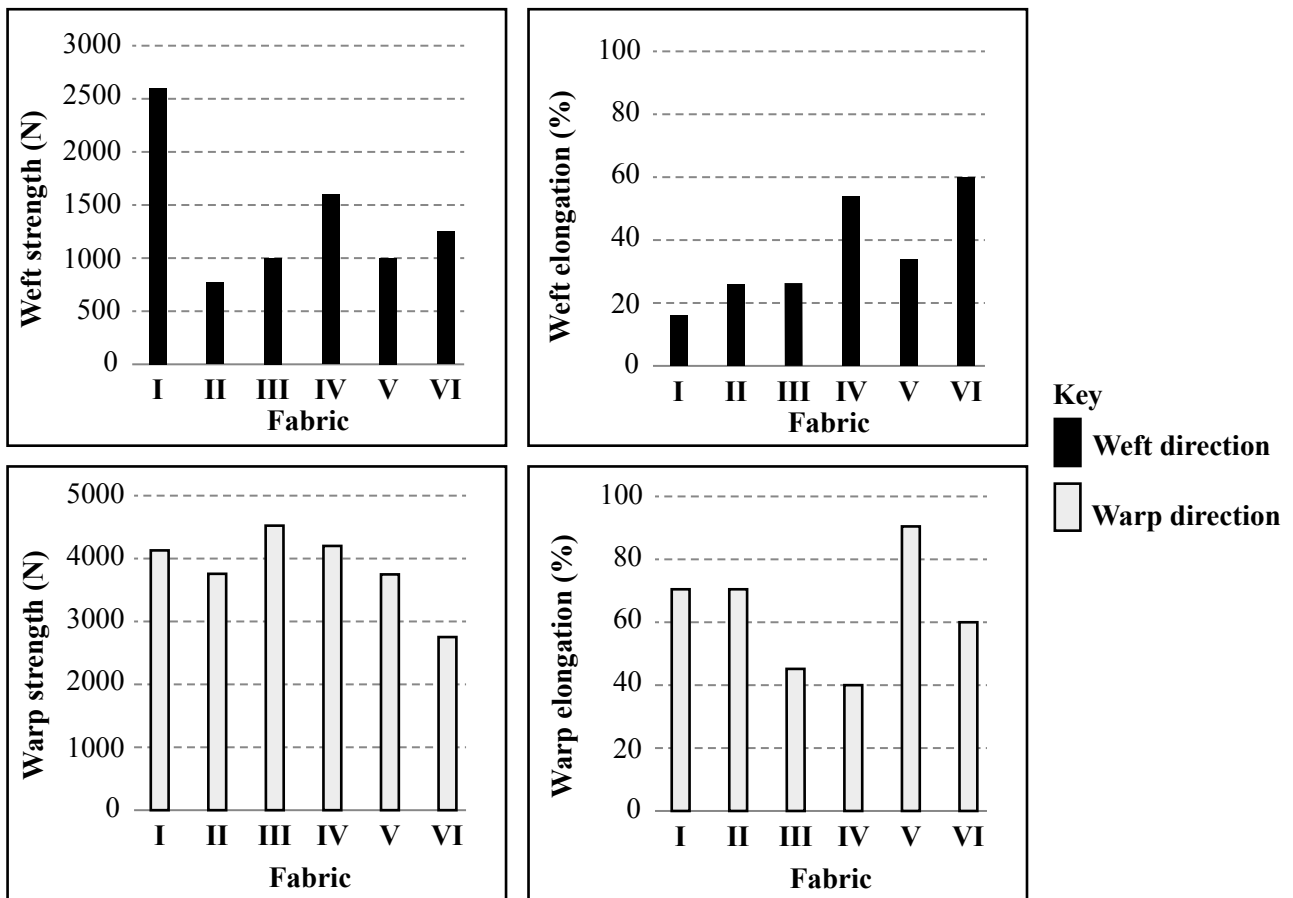 Weft strength (N)
3000
2500
2000
1500
1000
500
0
I II III IV V VI
Fabric
Weft elongation (%)
100
80
60
40
20
0
I II III IV V VI
Fabric
Key
Weft direction
Warp direction
Warp strength (N)
5000
4000
3000
2000
1000
0
I II III IV V VI
Fabric
Warp elongation (%)
100
80
60
40
20
0
I II III IV V VI
Fabric